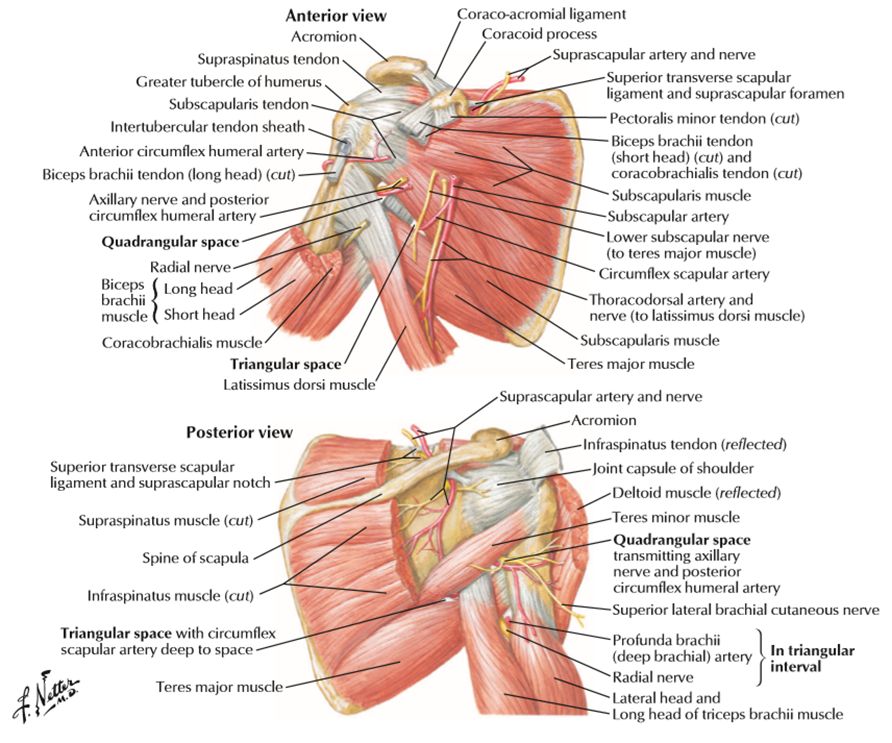 Anterior view
Coraco-acromial ligament
Acromion
Coracoid process
Supraspinatus tendon
Suprascapular artery and nerve
Greater tubercle of humerus
Superior transverse scapular
ligament and suprascapular foramen
Subscapularis tendon
Pectoralis minor tendon (cut)
Intertubercular tendon sheath
Biceps brachii tendon
(short head) (cut) and
coracobrachialis tendon (cut)
Anterior circumflex humeral artery
Biceps brachii tendon (long head) (cut)
Subscapularis muscle
Axillary nerve and posterior
circumflex humeral artery
Subscapular artery
Quadrangular space
Lower subscapular nerve
(to teres major muscle)
Radial nerve
Circumflex scapular artery
Biceps
brachii
muscle
Long head
Short head
Thoracodorsal artery and
nerve (to latissimus dorsi muscle)
Coracobrachialis muscle
Subscapularis muscle
Triangular space
Teres major muscle
Latissimus dorsi muscle
Suprascapular artery and nerve
Posterior view
Acromion
Infraspinatus tendon (reflected)
Superior transverse scapular
ligament and suprascapular notch
Joint capsule of shoulder
Deltoid muscle (reflected)
Supraspinatus muscle (cut)
Teres minor muscle
Spine of scapula
Quadrangular space
transmitting axillary
nerve and posterior
circumflex humeral artery
Infraspinatus muscle (cut)
Superior lateral brachial cutaneous nerve
Triangular space with circumflex
scapular artery deep to space
Profunda brachii
(deep brachial) artery
Radial nerve
In triangular
interval
Teres major muscle
Lateral head and
Long head of triceps brachii muscle
F. Netter
M.D.